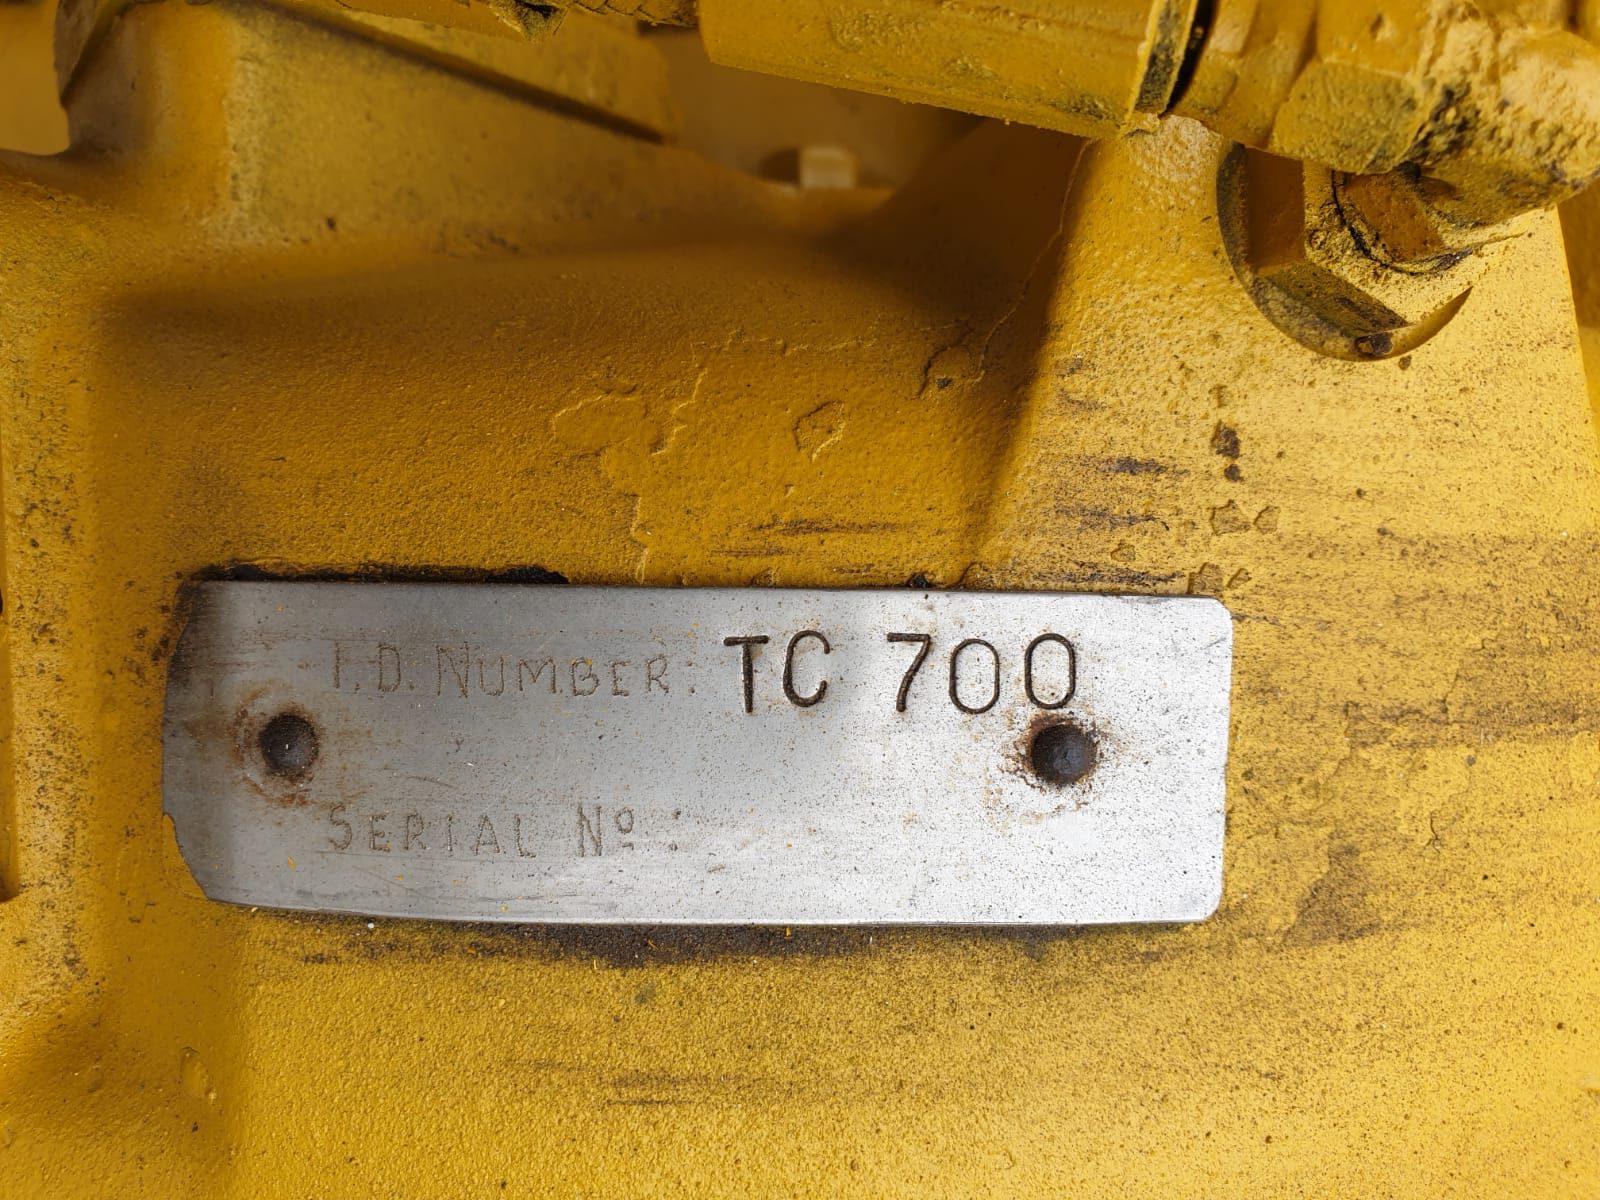 I.D. NUMBER: TC 700
SERIAL Nº :